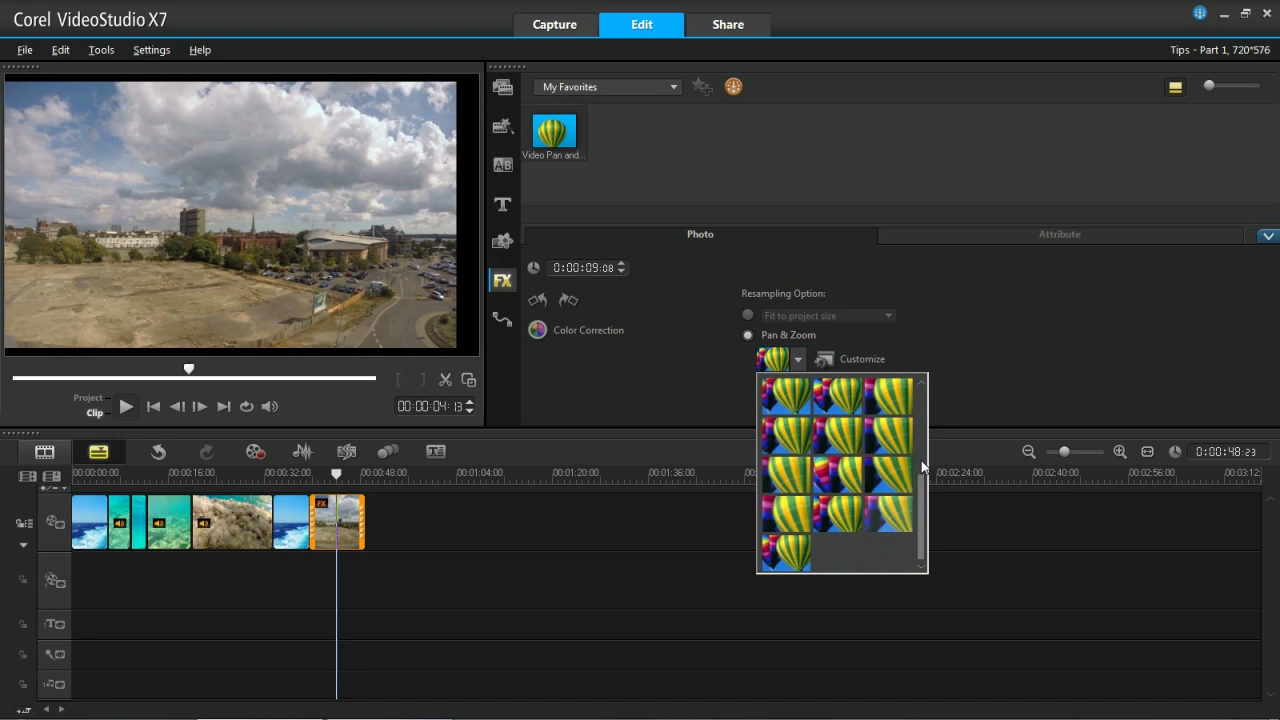 Corel VideoStudio X7
Capture
Edit
Share
File Edit Tools Settings Help
Tips - Part 1, 720*576
My Favorites
Video Pan and...
Photo
Attribute
0:00:09:08
Resampling Option:
Fit to project size
Color Correction
Pan & Zoom
Customize
Project
Clip
00:00:04:13
AB
T
FX
0:00:48:23
00:00:00:00 00:00:16:00 00:00:32:00 00:00:48:00 00:01:04:00 00:01:20:00 00:01:36:00 00:02:24:00 00:02:40:00 00:02:56:00 00:03:12:
FX